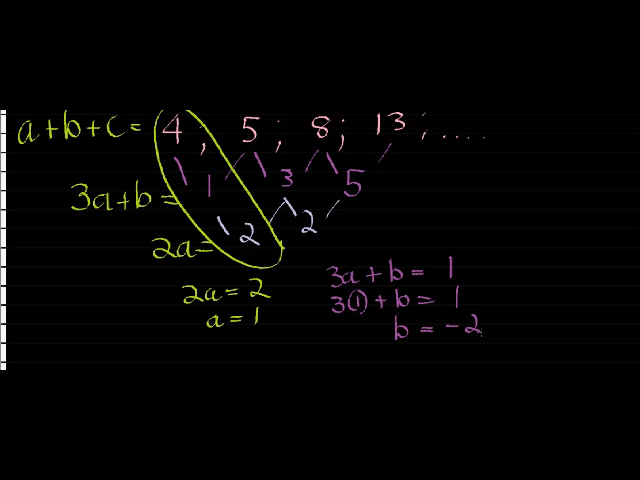 a+b+c= 4 ; 5 ; 8 ; 13 ; ....
3a+b= 1 3 5
2a= 2 2
2a = 2
a = 1
3a + b = 1
3(1) + b = 1
b = -2